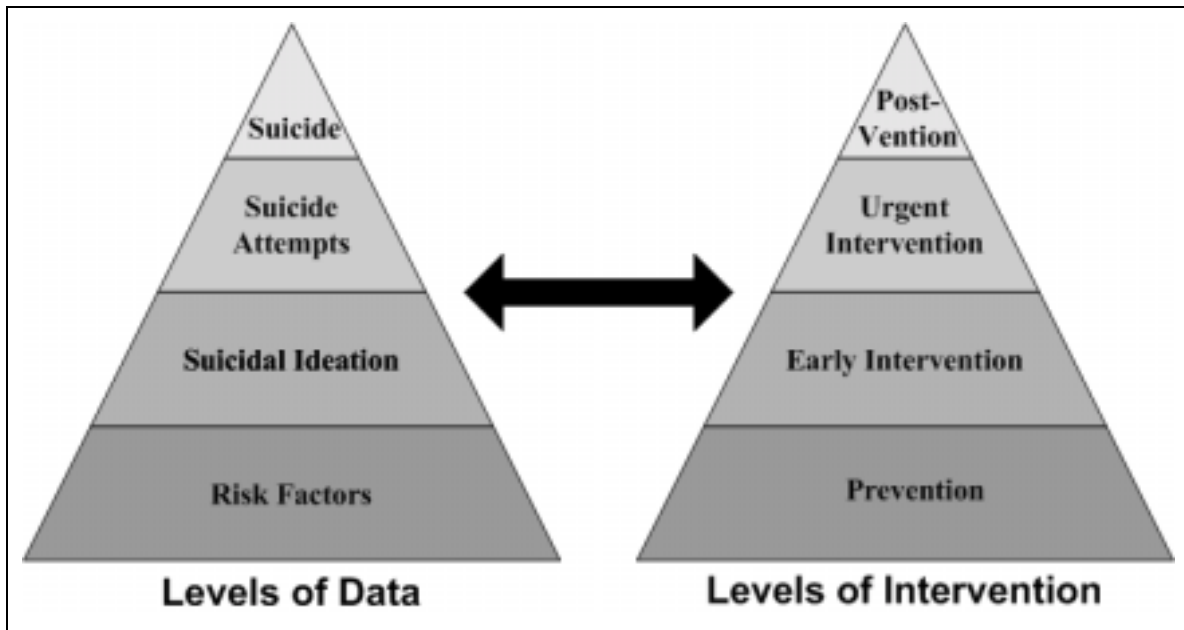 Suicide
Suicide
Attempts
Suicidal Ideation
Risk Factors
Levels of Data
Post-
Vention
Urgent
Intervention
Early Intervention
Prevention
Levels of Intervention